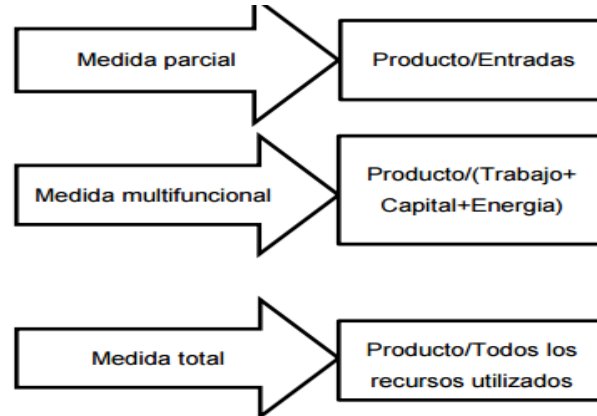 Medida parcial
Producto/Entradas
Medida multifuncional
Producto/(Trabajo+
Capital+Energia)
Medida total
Producto/Todos los
recursos utilizados